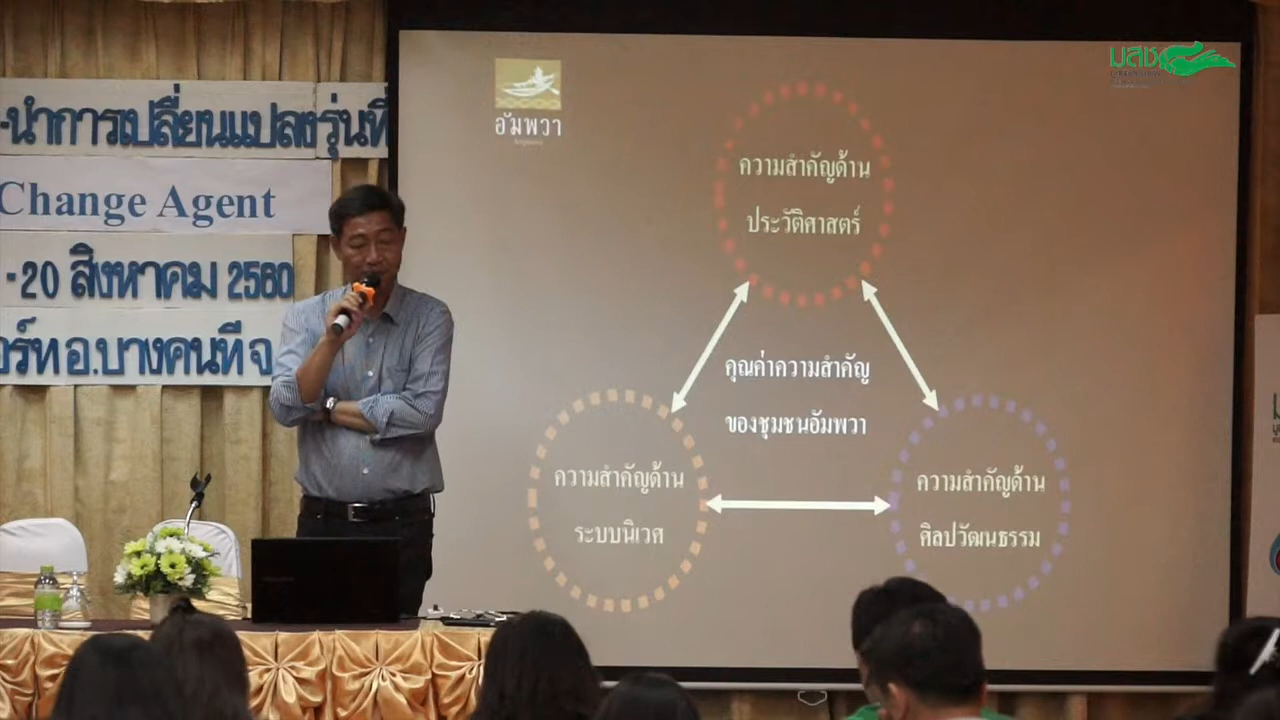 -นำการเปลี่ยนแปลงรุ่นที่
Change Agent
-20 สิงหาคม 2560
อ.บางคนที จ
มสช
อัมพวา
ความสำคัญด้าน
ประวัติศาสตร์
คุณค่าความสำคัญ
ของชุมชนอัมพวา
ความสำคัญด้าน
ระบบนิเวศ
ความสำคัญด้าน
ศิลปวัฒนธรรม